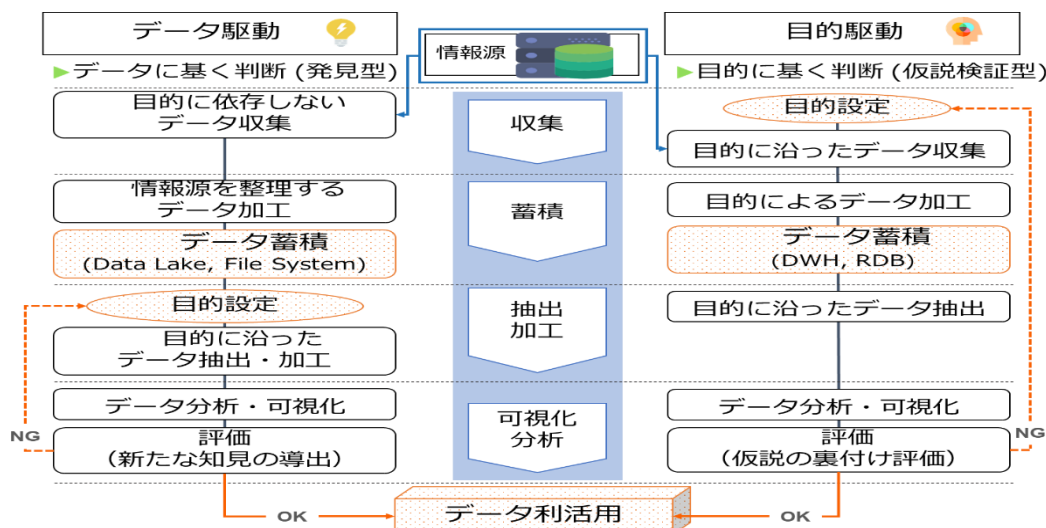 データ駆動
情報源
目的駆動
データに基く判断 (発見型)
目的に基く判断 (仮説検証型)
目的に依存しない
データ収集
収集
目的設定
目的に沿ったデータ収集
情報源を整理する
データ加工
蓄積
目的によるデータ加工
データ蓄積
(Data Lake, File System)
データ蓄積
(DWH, RDB)
目的設定
抽出
加工
目的に沿ったデータ抽出
目的に沿った
データ抽出・加工
データ分析・可視化
可視化
分析
データ分析・可視化
NG
評価
(新たな知見の導出)
評価
(仮説の裏付け評価)
NG
OK
データ利活用
OK